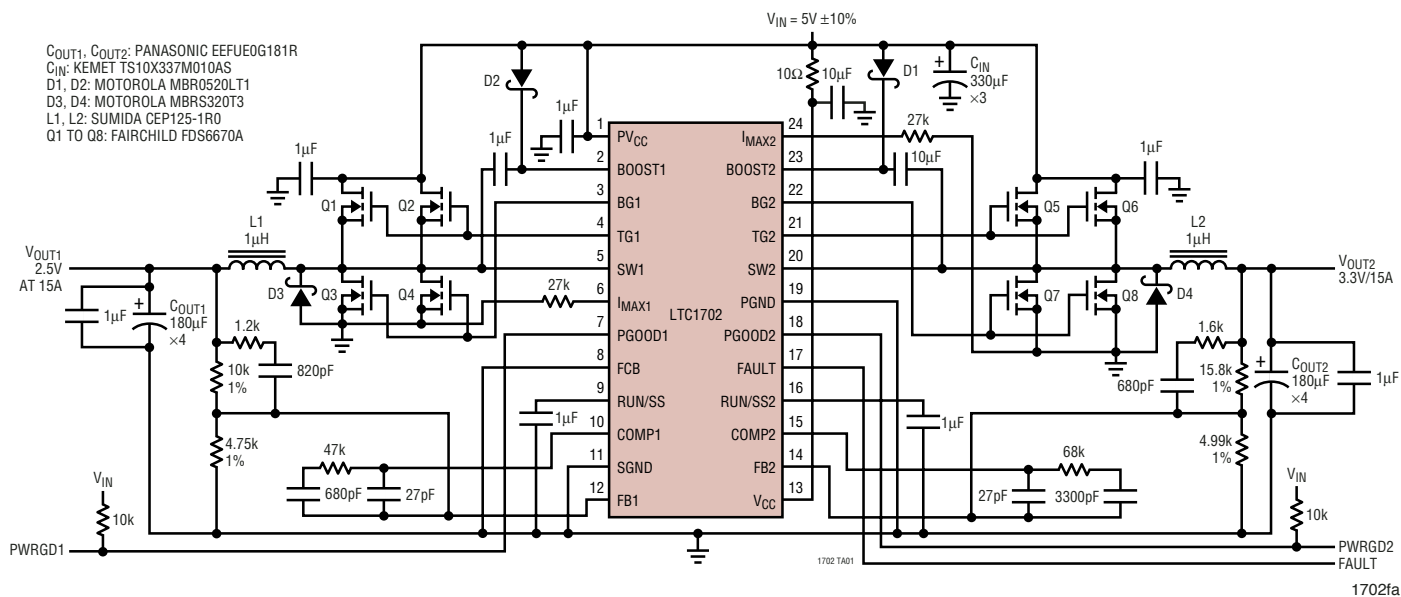 V_IN = 5V ±10%
C_OUT1, C_OUT2: PANASONIC EEFUE0G181R
C_IN: KEMET TS10X337M010AS
D1, D2: MOTOROLA MBR0520LT1
D3, D4: MOTOROLA MBRS320T3
L1, L2: SUMIDA CEP125-1R0
Q1 TO Q8: FAIRCHILD FDS6670A
D2
10Ω
10µF
D1
+
C_IN
330µF
×3
1µF
1µF
1µF
1 PV_CC
2 BOOST1
3 BG1
4 TG1
5 SW1
6 I_MAX1
7 PGOOD1
8 FCB
9 RUN/SS
10 COMP1
11 SGND
12 FB1
LTC1702
24 I_MAX2
23 BOOST2
22 BG2
21 TG2
20 SW2
19 PGND
18 PGOOD2
17 FAULT
16 RUN/SS2
15 COMP2
14 FB2
13 V_CC
27k
10µF
1µF
Q1
Q2
Q5
Q6
L1
1µH
L2
1µH
V_OUT1
2.5V
AT 15A
V_OUT2
3.3V/15A
D3
Q3
Q4
27k
Q7
Q8
D4
1µF
+
C_OUT1
180µF
×4
1.2k
10k
1%
820pF
4.75k
1%
1µF
47k
680pF
27pF
V_IN
10k
PWRGD1
1.6k
680pF
15.8k
1%
+
C_OUT2
180µF
×4
1µF
1µF
4.99k
1%
68k
27pF
3300pF
V_IN
10k
PWRGD2
FAULT
1702 TA01
1702fa